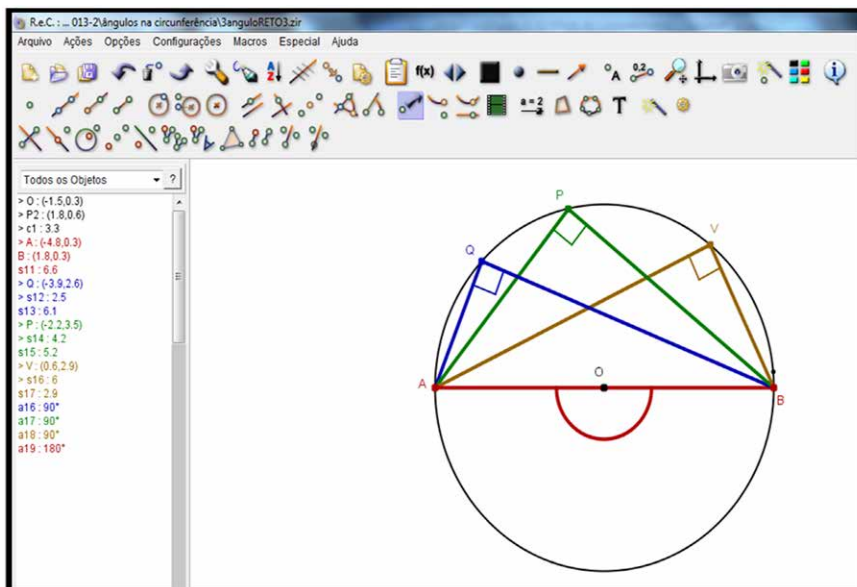 R.e.C. : ... 013-2\ângulos na circunferência\3anguloRETO3.zir
Arquivo Ações Opções Configurações Macros Especial Ajuda
A Z f(x) A 0,2
a = 2 T
Todos os Objetos ?
> O : (-1.5,0.3)
> P2 : (1.8,0.6)
> c1 : 3.3
> A : (-4.8,0.3)
B : (1.8,0.3)
s11 : 6.6
> Q : (-3.9,2.6)
> s12 : 2.5
s13 : 6.1
> P : (-2.2,3.5)
> s14 : 4.2
s15 : 5.2
> V : (0.6,2.9)
> s16 : 6
s17 : 2.9
a16 : 90°
a17 : 90°
a18 : 90°
a19 : 180°
P
V
Q
O
A
B